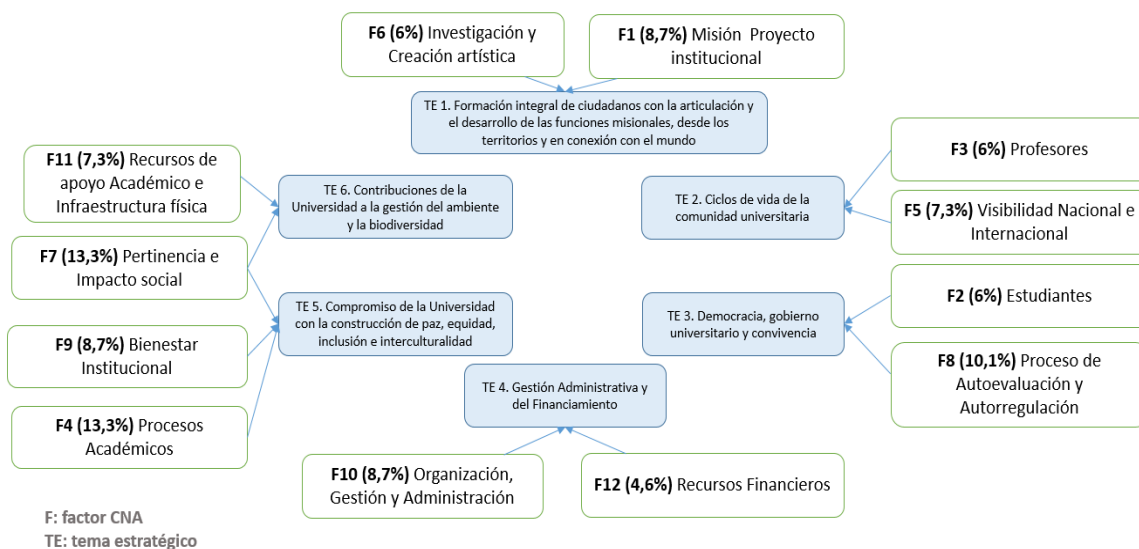 F6 (6%) Investigación y
Creación artística
F1 (8,7%) Misión Proyecto
institucional
TE 1. Formación integral de ciudadanos con la articulación y
el desarrollo de las funciones misionales, desde los
territorios y en conexión con el mundo
F11 (7,3%) Recursos de
apoyo Académico e
Infraestructura física
TE 6. Contribuciones de la
Universidad a la gestión del ambiente
y la biodiversidad
TE 2. Ciclos de vida de la
comunidad universitaria
F3 (6%) Profesores
F5 (7,3%) Visibilidad Nacional e
Internacional
F7 (13,3%) Pertinencia e
Impacto social
TE 5. Compromiso de la Universidad
con la construcción de paz, equidad,
inclusión e interculturalidad
TE 3. Democracia, gobierno
universitario y convivencia
F2 (6%) Estudiantes
F9 (8,7%) Bienestar
Institucional
F8 (10,1%) Proceso de
Autoevaluación y
Autorregulación
TE 4. Gestión Administrativa y
del Financiamiento
F4 (13,3%) Procesos
Académicos
F10 (8,7%) Organización,
Gestión y Administración
F12 (4,6%) Recursos Financieros
F: factor CNA
TE: tema estratégico